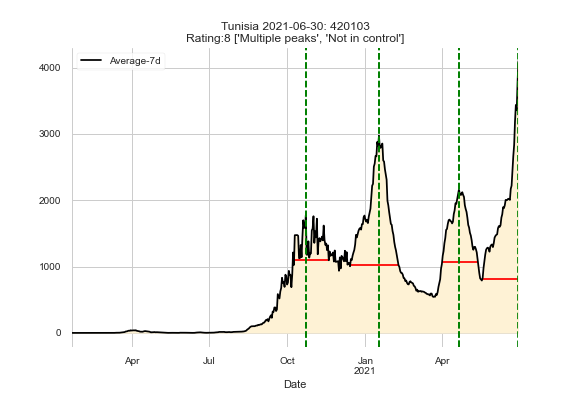 Tunisia 2021-06-30: 420103
Rating:8 ['Multiple peaks', 'Not in control']
Average-7d
4000
3000
2000
1000
0
Apr
Jul
Oct
Jan
2021
Apr
Date